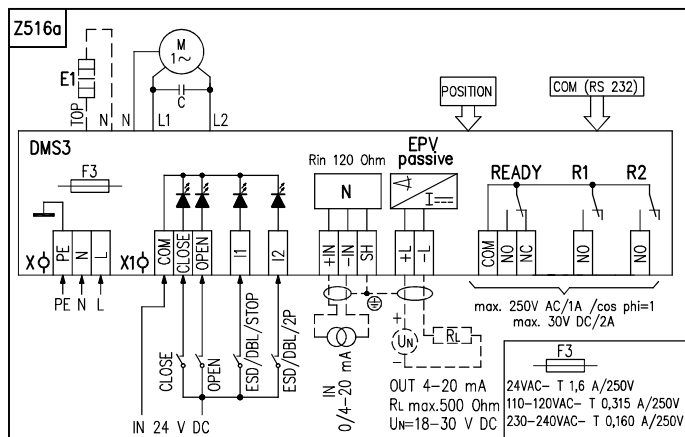 Z516a
E1
TOP
N
N
M
1~
C
L1
L2
POSITION
COM (RS 232)
DMS3
F3
Rin 120 Ohm
N
EPV
passive
I
READY
R1
R2
X
PE
N
L
X1
COM
CLOSE
OPEN
I1
I2
+IN
-IN
SH
+L
-L
COM
NO
NC
NO
NO
PE N L
CLOSE
OPEN
ESD/DBL/STOP
ESD/DBL/2P
IN 24 V DC
IN
0/4-20 mA
+
UN
-
RL
OUT 4-20 mA
RL max.500 Ohm
UN=18-30 V DC
max. 250V AC/1A /cos phi=1
max. 30V DC/2A
F3
24VAC- T 1,6 A/250V
110-120VAC- T 0,315 A/250V
230-240VAC- T 0,160 A/250V